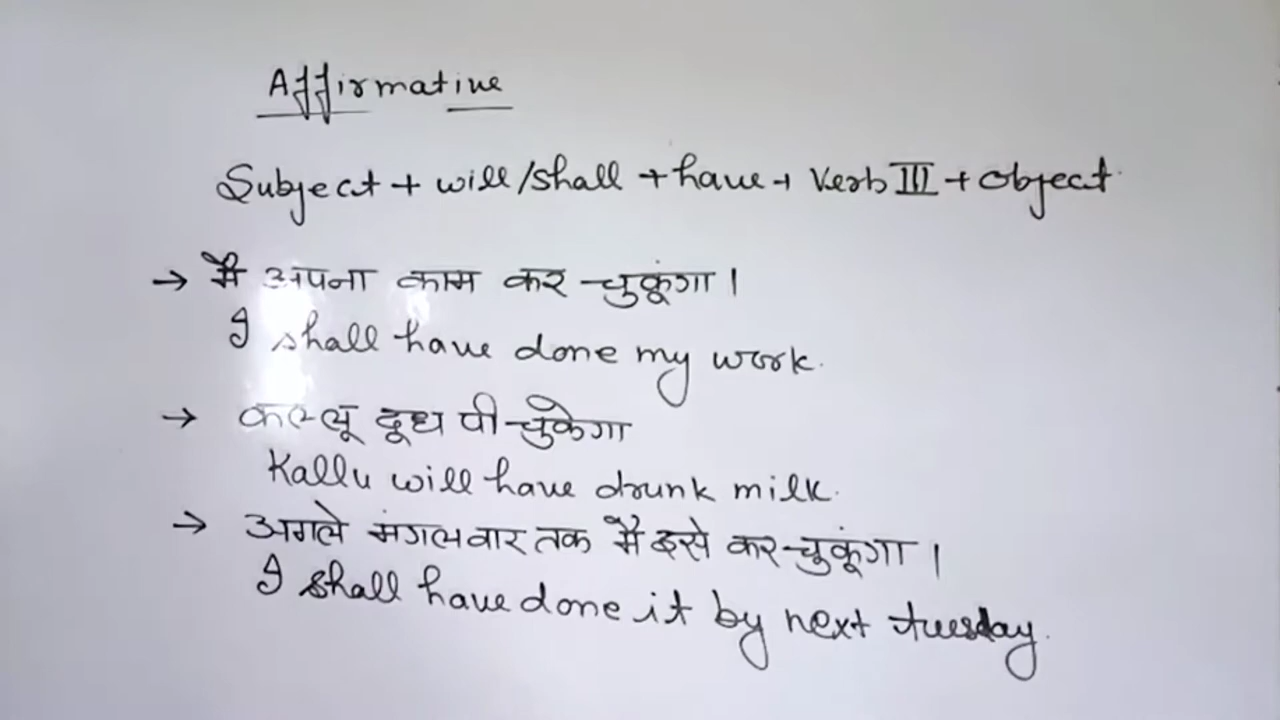 Affirmative
Subject + will/shall + have + Verb III + object
→ मैं अपना काम कर चुकूंगा।
I shall have done my work.
→ कल्लू दूध पी चुकेगा
Kallu will have drunk milk.
→ अगले मंगलवार तक मैं इसे कर चुकूंगा।
I shall have done it by next tuesday.